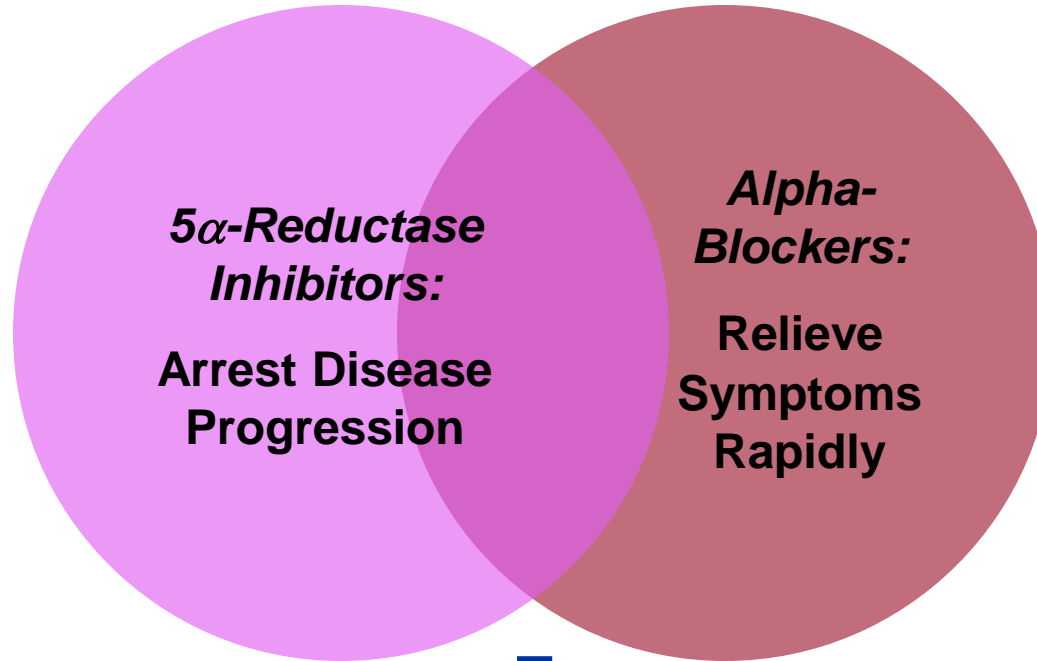 5α-Reductase
Inhibitors:
Arrest Disease
Progression
Alpha-
Blockers:
Relieve
Symptoms
Rapidly